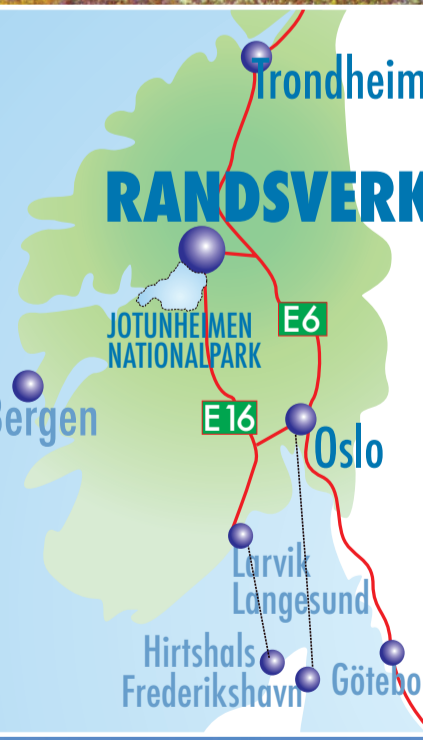 Trondheim
RANDSVERK
JOTUNHEIMEN
NATIONALPARK
E6
E16
Bergen
Oslo
Larvik
Langesund
Hirtshals
Frederikshavn
Götebo